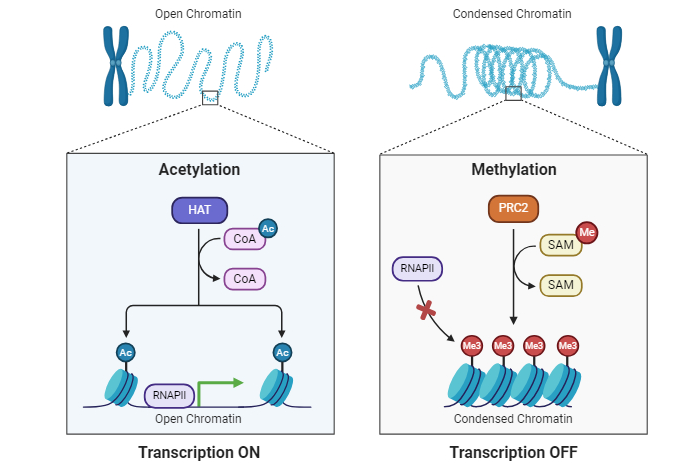 Open Chromatin
Condensed Chromatin
Acetylation
HAT
Ac
CoA
CoA
Ac
Ac
RNAPII
Open Chromatin
Transcription ON
Methylation
PRC2
Me
SAM
SAM
RNAPII
Me3
Me3
Me3
Me3
Condensed Chromatin
Transcription OFF